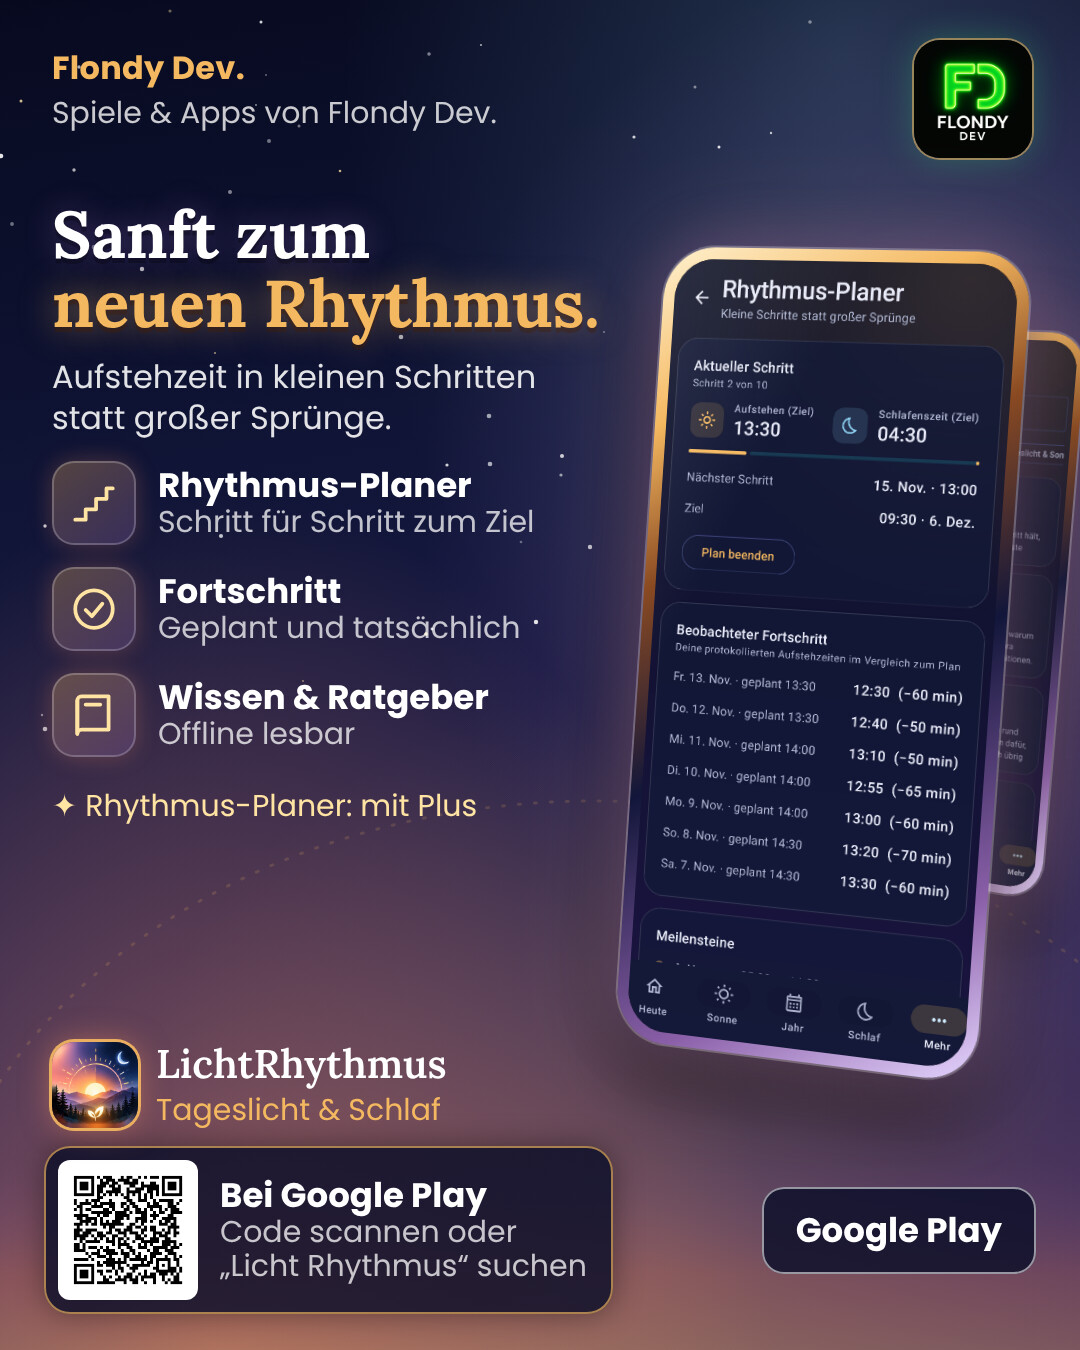 Flondy Dev.
Spiele & Apps von Flondy Dev.
FD
FLONDY
DEV
Sanft zum
neuen Rhythmus.
Aufstehzeit in kleinen Schritten
statt großer Sprünge.
Rhythmus-Planer
Schritt für Schritt zum Ziel
Fortschritt
Geplant und tatsächlich
Wissen & Ratgeber
Offline lesbar
✦ Rhythmus-Planer: mit Plus
Rhythmus-Planer
Kleine Schritte statt großer Sprünge
Aktueller Schritt
Schritt 2 von 10
Aufstehen (Ziel)
13:30
Schlafenszeit (Ziel)
04:30
Nächster Schritt 15. Nov. · 13:00
Ziel 09:30 · 6. Dez.
Plan beenden
Beobachteter Fortschritt
Deine protokollierten Aufstehzeiten im Vergleich zum Plan
Fr. 13. Nov. · geplant 13:30 12:30 (−60 min)
Do. 12. Nov. · geplant 13:30 12:40 (−50 min)
Mi. 11. Nov. · geplant 14:00 13:10 (−50 min)
Di. 10. Nov. · geplant 14:00 12:55 (−65 min)
Mo. 9. Nov. · geplant 14:00 13:00 (−60 min)
So. 8. Nov. · geplant 14:30 13:20 (−70 min)
Sa. 7. Nov. · geplant 14:30 13:30 (−60 min)
Meilensteine
Heute Sonne Jahr Schlaf Mehr
& Son
hält,
warum
rund
dafür,
übrig
Mehr
LichtRhythmus
Tageslicht & Schlaf
Bei Google Play
Code scannen oder
„Licht Rhythmus“ suchen
Google Play